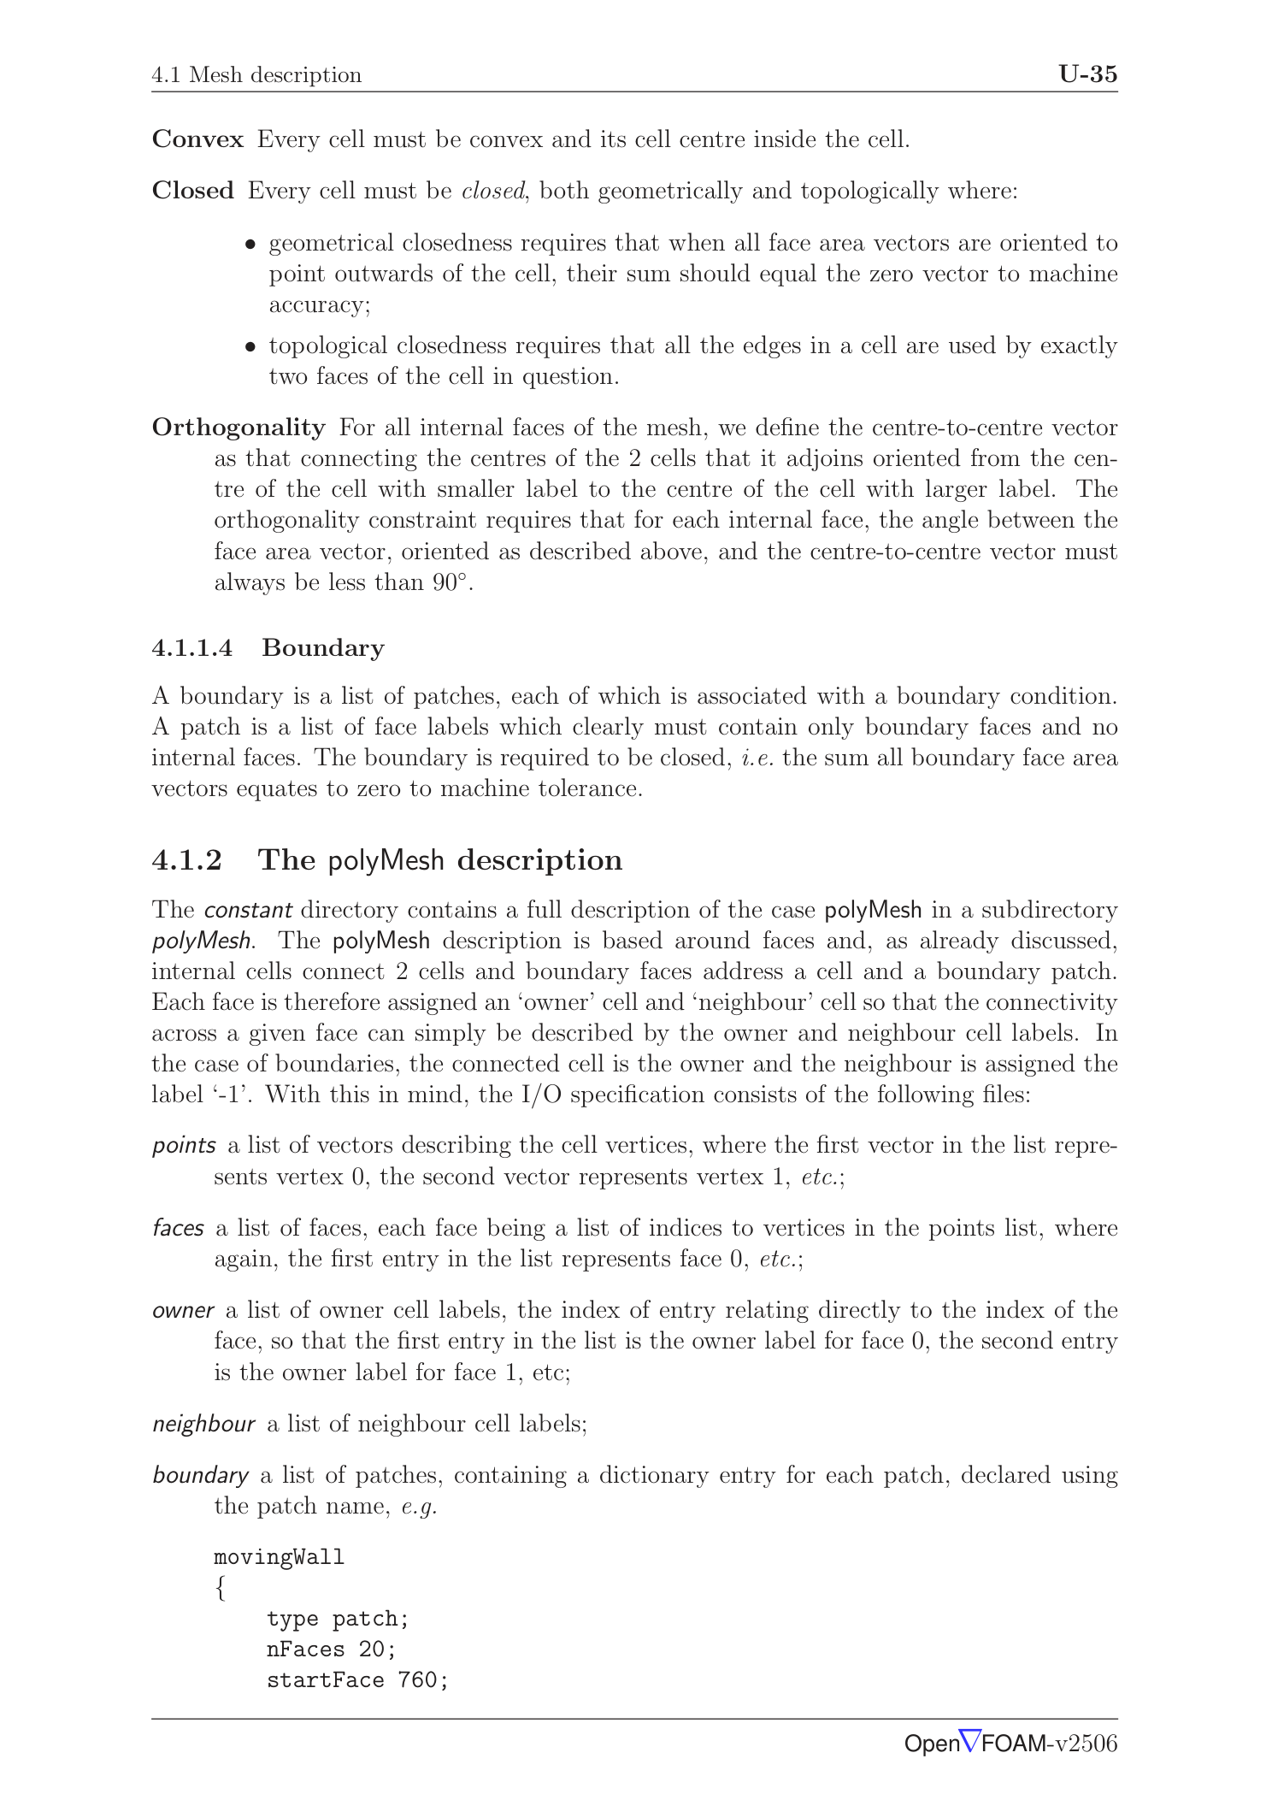 4.1 Mesh description U-35
Convex Every cell must be convex and its cell centre inside the cell.
Closed Every cell must be closed, both geometrically and topologically where:
• geometrical closedness requires that when all face area vectors are oriented to
point outwards of the cell, their sum should equal the zero vector to machine
accuracy;
• topological closedness requires that all the edges in a cell are used by exactly
two faces of the cell in question.
Orthogonality For all internal faces of the mesh, we define the centre-to-centre vector
as that connecting the centres of the 2 cells that it adjoins oriented from the cen-
tre of the cell with smaller label to the centre of the cell with larger label. The
orthogonality constraint requires that for each internal face, the angle between the
face area vector, oriented as described above, and the centre-to-centre vector must
always be less than 90°.
4.1.1.4 Boundary
A boundary is a list of patches, each of which is associated with a boundary condition.
A patch is a list of face labels which clearly must contain only boundary faces and no
internal faces. The boundary is required to be closed, i.e. the sum all boundary face area
vectors equates to zero to machine tolerance.
4.1.2 The polyMesh description
The constant directory contains a full description of the case polyMesh in a subdirectory
polyMesh. The polyMesh description is based around faces and, as already discussed,
internal cells connect 2 cells and boundary faces address a cell and a boundary patch.
Each face is therefore assigned an ‘owner’ cell and ‘neighbour’ cell so that the connectivity
across a given face can simply be described by the owner and neighbour cell labels. In
the case of boundaries, the connected cell is the owner and the neighbour is assigned the
label ‘-1’. With this in mind, the I/O specification consists of the following files:
points a list of vectors describing the cell vertices, where the first vector in the list repre-
sents vertex 0, the second vector represents vertex 1, etc.;
faces a list of faces, each face being a list of indices to vertices in the points list, where
again, the first entry in the list represents face 0, etc.;
owner a list of owner cell labels, the index of entry relating directly to the index of the
face, so that the first entry in the list is the owner label for face 0, the second entry
is the owner label for face 1, etc;
neighbour a list of neighbour cell labels;
boundary a list of patches, containing a dictionary entry for each patch, declared using
the patch name, e.g.
movingWall
{
type patch;
nFaces 20;
startFace 760;
Open∇FOAM-v2506